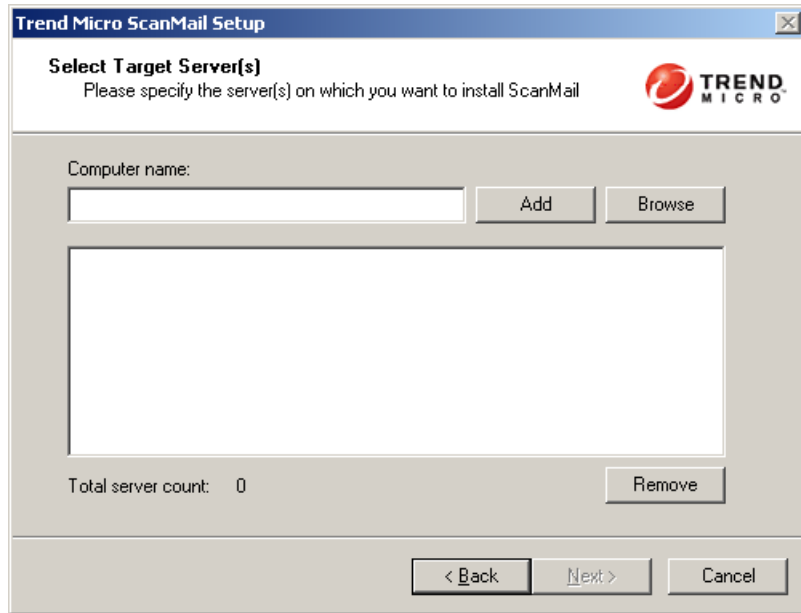 Trend Micro ScanMail Setup
Select Target Server(s)
Please specify the server(s) on which you want to install ScanMail
TREND
MICRO
Computer name:
Add
Browse
Total server count: 0
Remove
< Back
Next >
Cancel